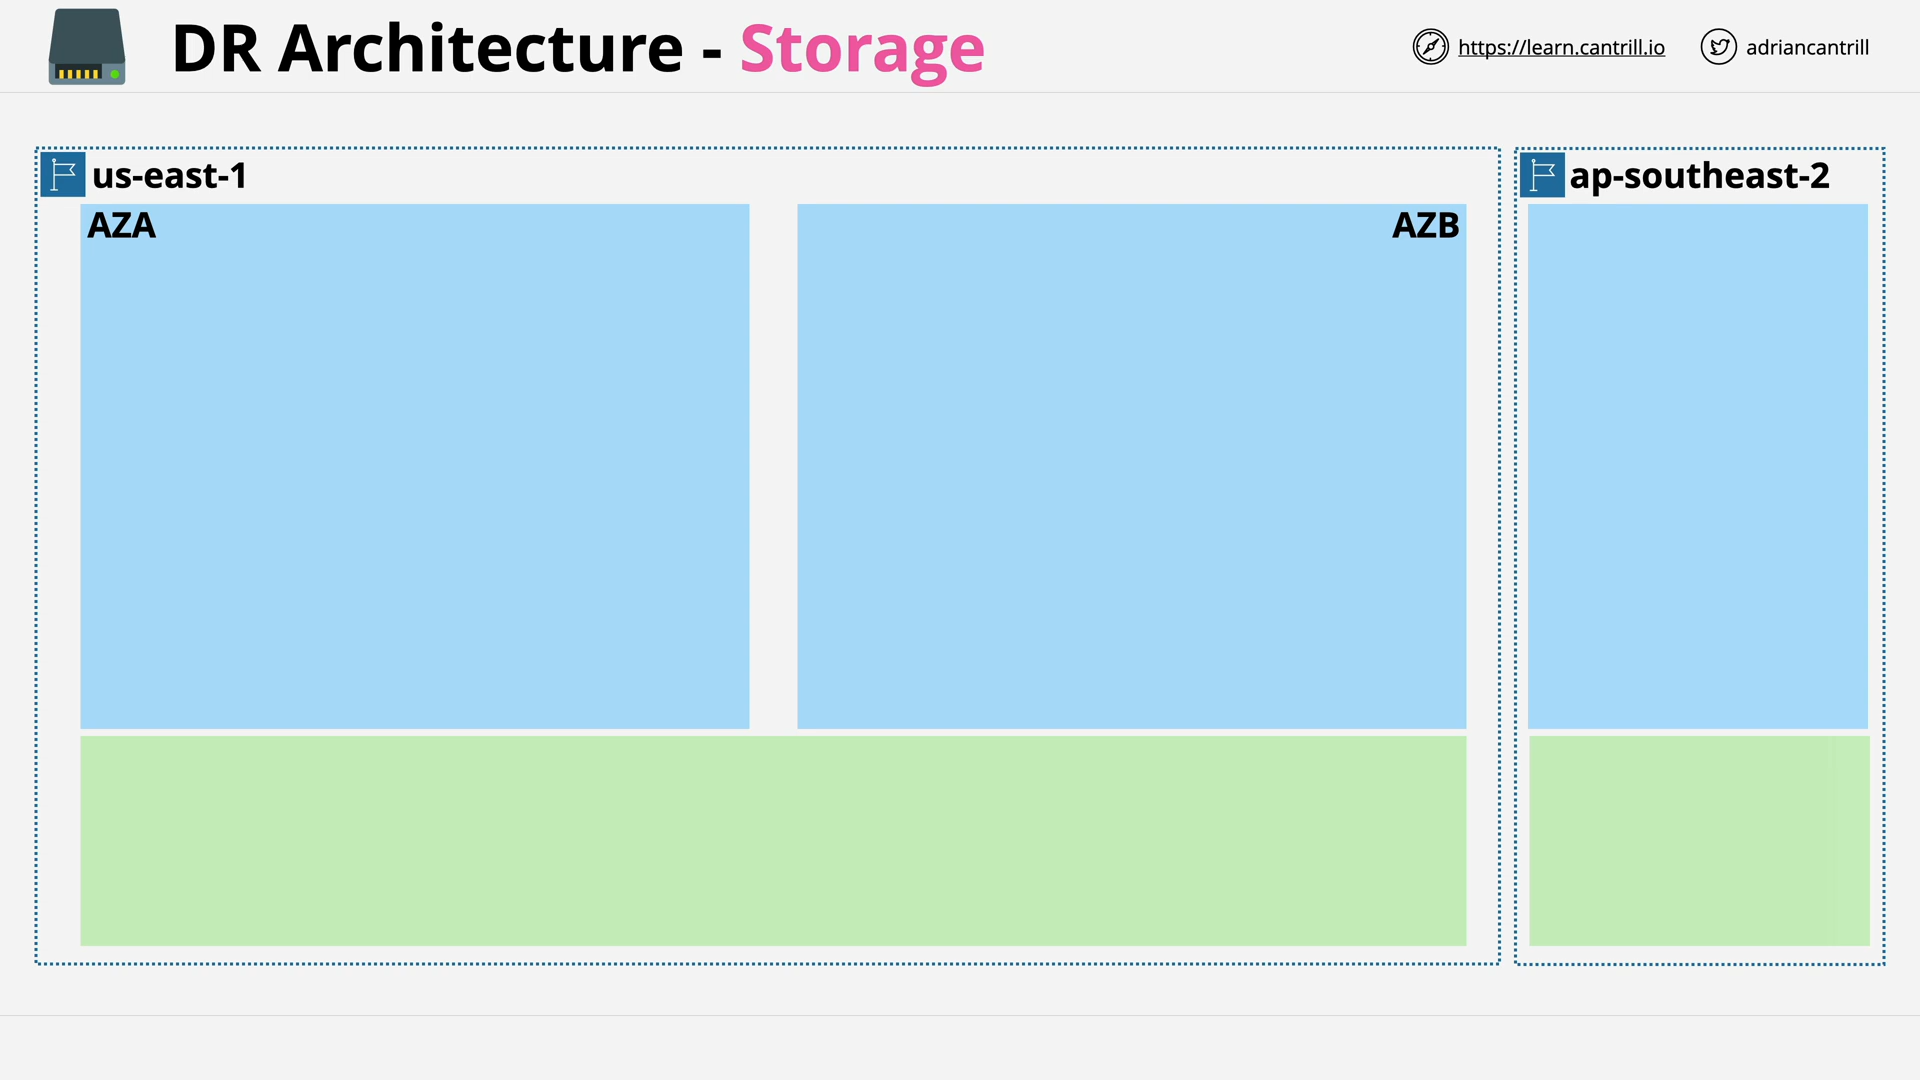 DR Architecture - Storage
https://learn.cantrill.io
adriancantrill
us-east-1
ap-southeast-2
AZA
AZB